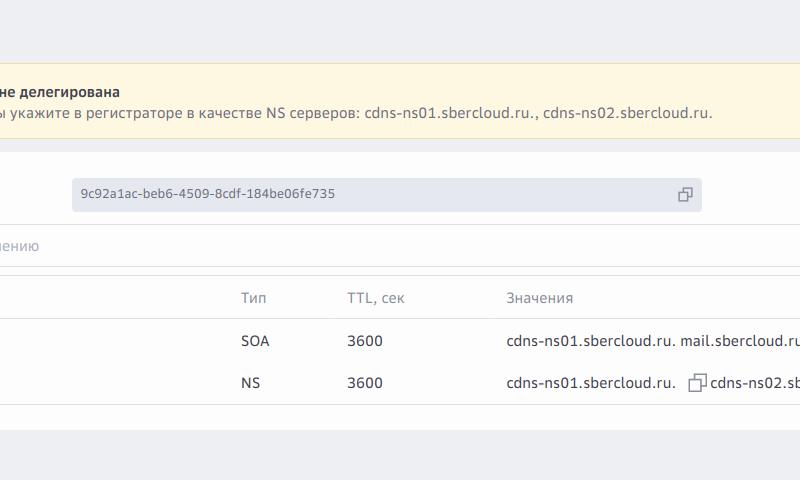 не делегирована
ы укажите в регистраторе в качестве NS серверов: cdns-ns01.sbercloud.ru., cdns-ns02.sbercloud.ru.
9c92a1ac-beb6-4509-8cdf-184be06fe735
ению
Тип TTL, сек Значения
SOA 3600 cdns-ns01.sbercloud.ru. mail.sbercloud.ru
NS 3600 cdns-ns01.sbercloud.ru. cdns-ns02.sb